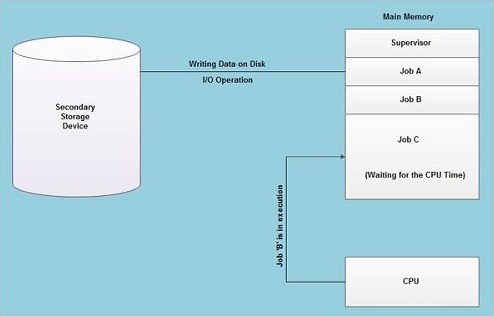 Main Memory
Supervisor
Writing Data on Disk
Job A
I/O Operation
Job B
Secondary
Storage
Device
Job C
(Waiting for the CPU Time)
Job 'B' is in execution
CPU